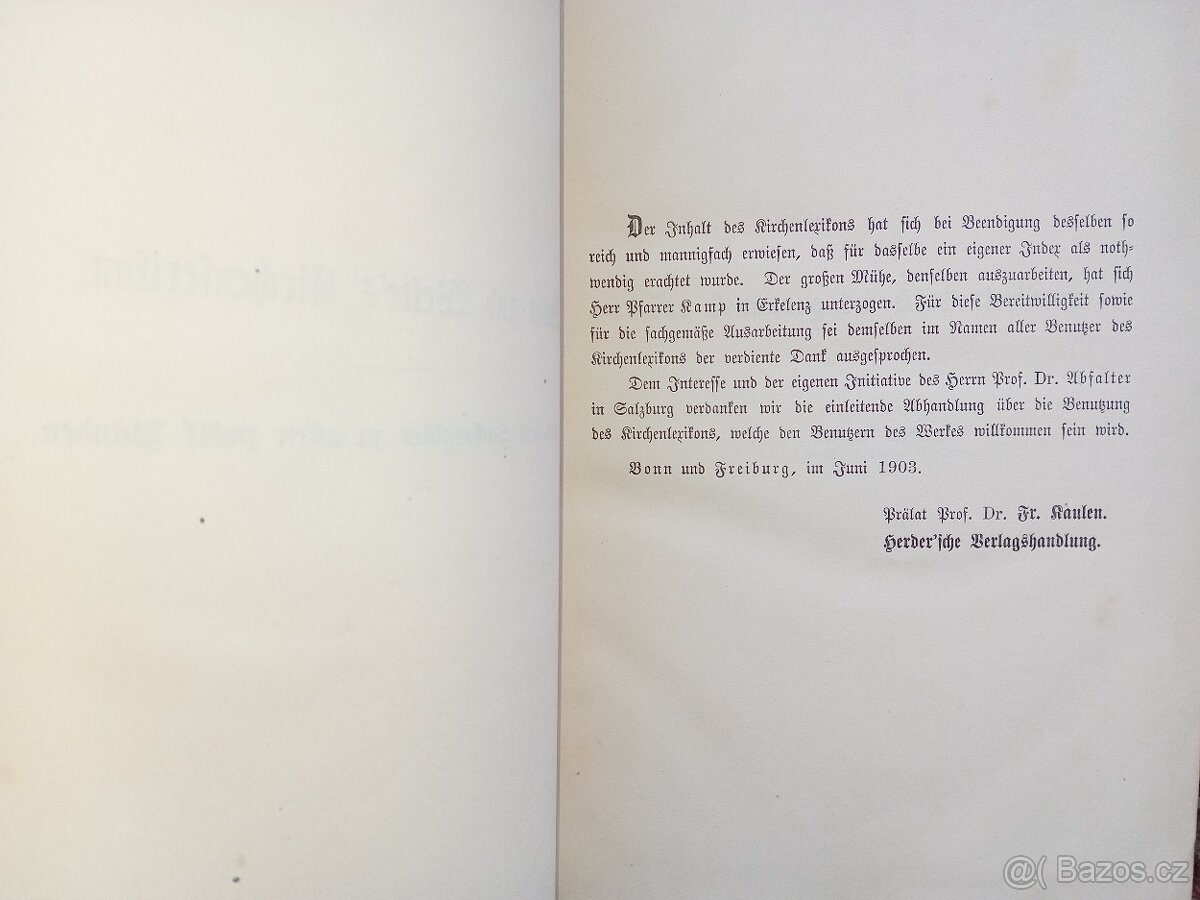 Der Inhalt des Kirchenlexikons hat sich bei Beendigung desselben so
reich und mannigfach erwiesen, daß für dasselbe ein eigener Index als noth-
wendig erachtet wurde. Der großen Mühe, denselben auszuarbeiten, hat sich
Herr Pfarrer Kamp in Erkelenz unterzogen. Für diese Bereitwilligkeit sowie
für die sachgemäße Ausarbeitung sei demselben im Namen aller Benutzer des
Kirchenlexikons der verdiente Dank ausgesprochen.
Dem Interesse und der eigenen Initiative des Herrn Prof. Dr. Abfalter
in Salzburg verdanken wir die einleitende Abhandlung über die Benutzung
des Kirchenlexikons, welche den Benutzern des Werkes willkommen sein wird.
Bonn und Freiburg, im Juni 1903.
Prälat Prof. Dr. Fr. Kaulen.
Herder'sche Verlagshandlung.
@( Bazos.cz